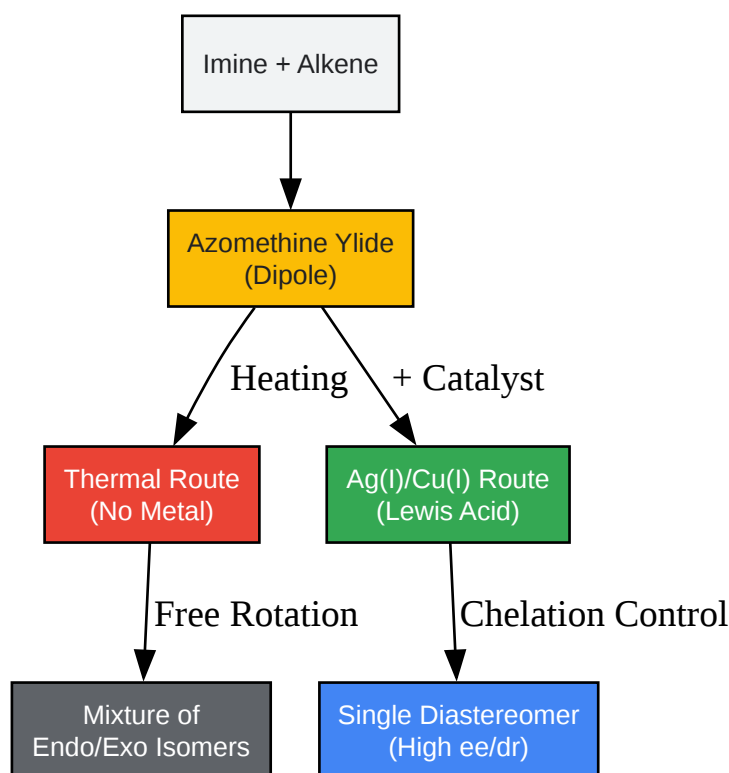 Imine + Alkene
Azomethine Ylide
(Dipole)
Heating
+ Catalyst
Thermal Route
(No Metal)
Ag(I)/Cu(I) Route
(Lewis Acid)
Free Rotation
Chelation Control
Mixture of
Endo/Exo Isomers
Single Diastereomer
(High ee/dr)